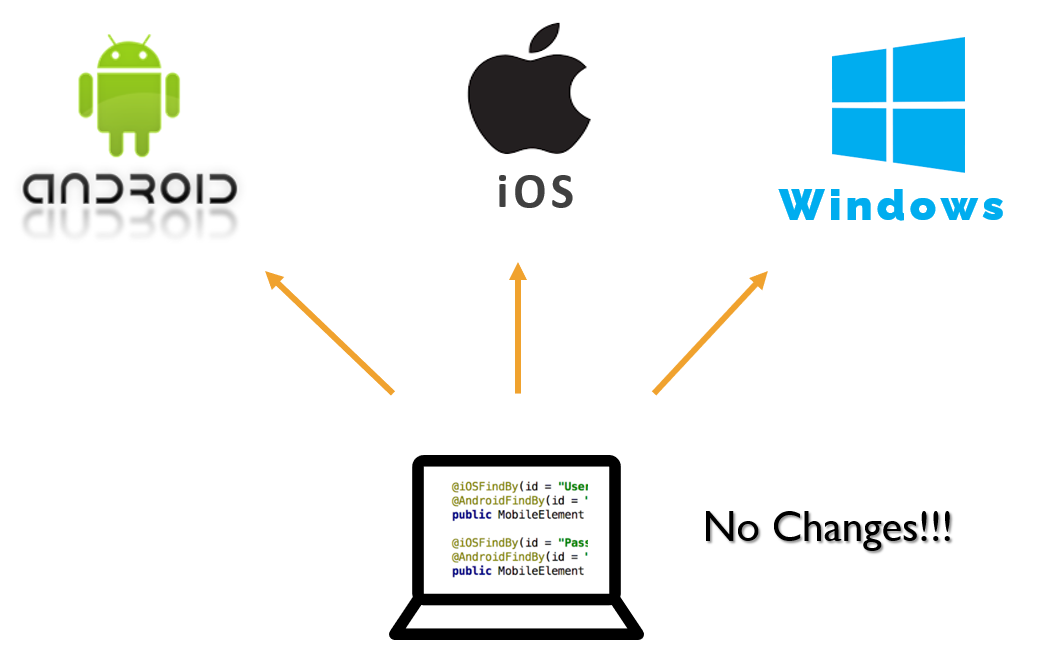 ANDROID
iOS
Windows
@iOSFindBy(id = "User
@AndroidFindBy(id = "
public MobileElement
@iOSFindBy(id = "Pass
@AndroidFindBy(id = "
public MobileElement
No Changes!!!